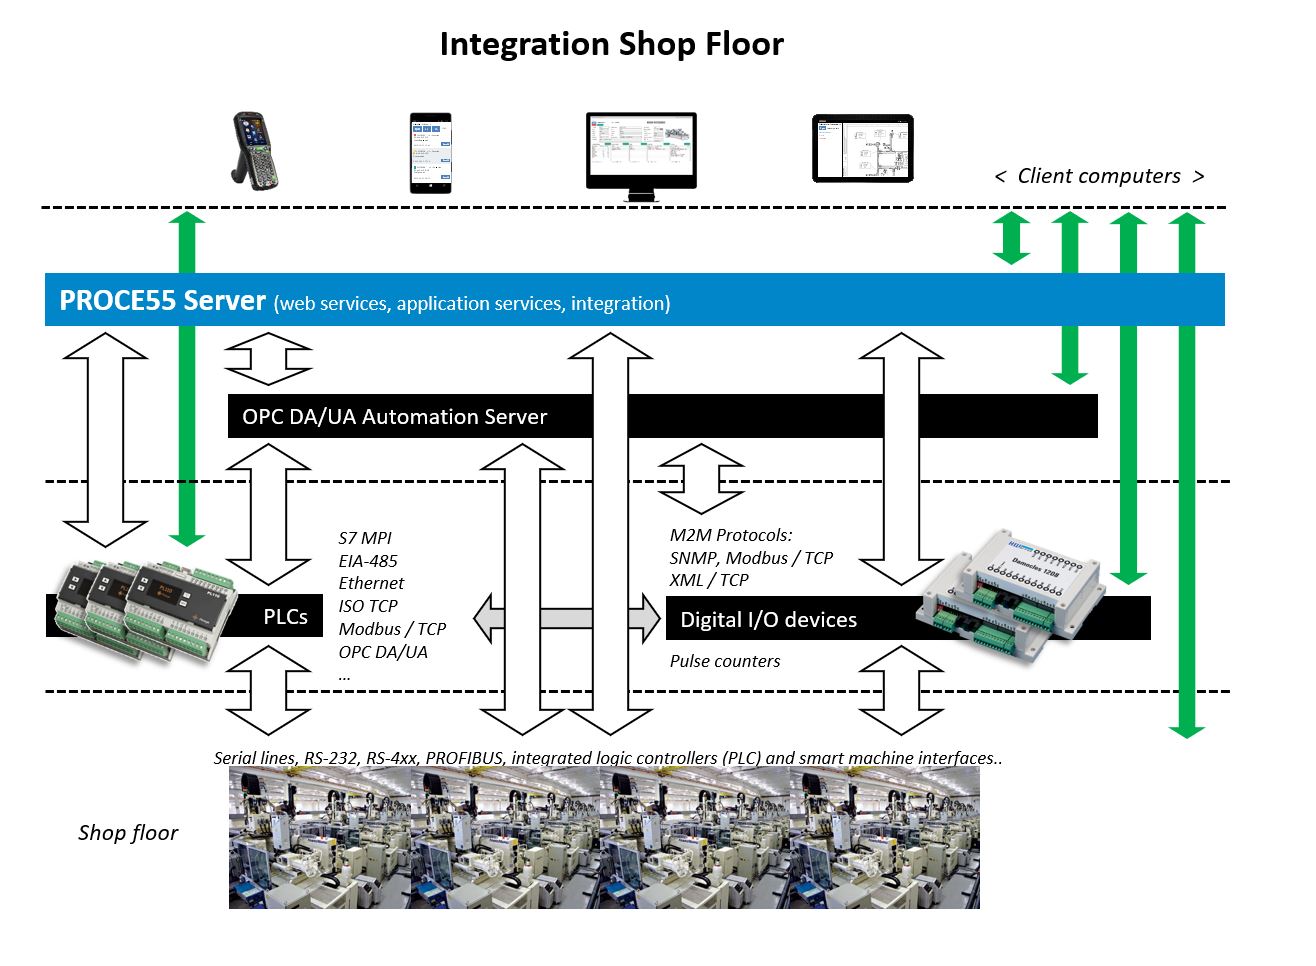 Integration Shop Floor
< Client computers >
PROCE55 Server (web services, application services, integration)
OPC DA/UA Automation Server
S7 MPI
EIA-485
Ethernet
ISO TCP
Modbus / TCP
OPC DA/UA
...
M2M Protocols:
SNMP, Modbus / TCP
XML / TCP
PLCs
Digital I/O devices
Damocles 1208
Pulse counters
Serial lines, RS-232, RS-4xx, PROFIBUS, integrated logic controllers (PLC) and smart machine interfaces..
Shop floor